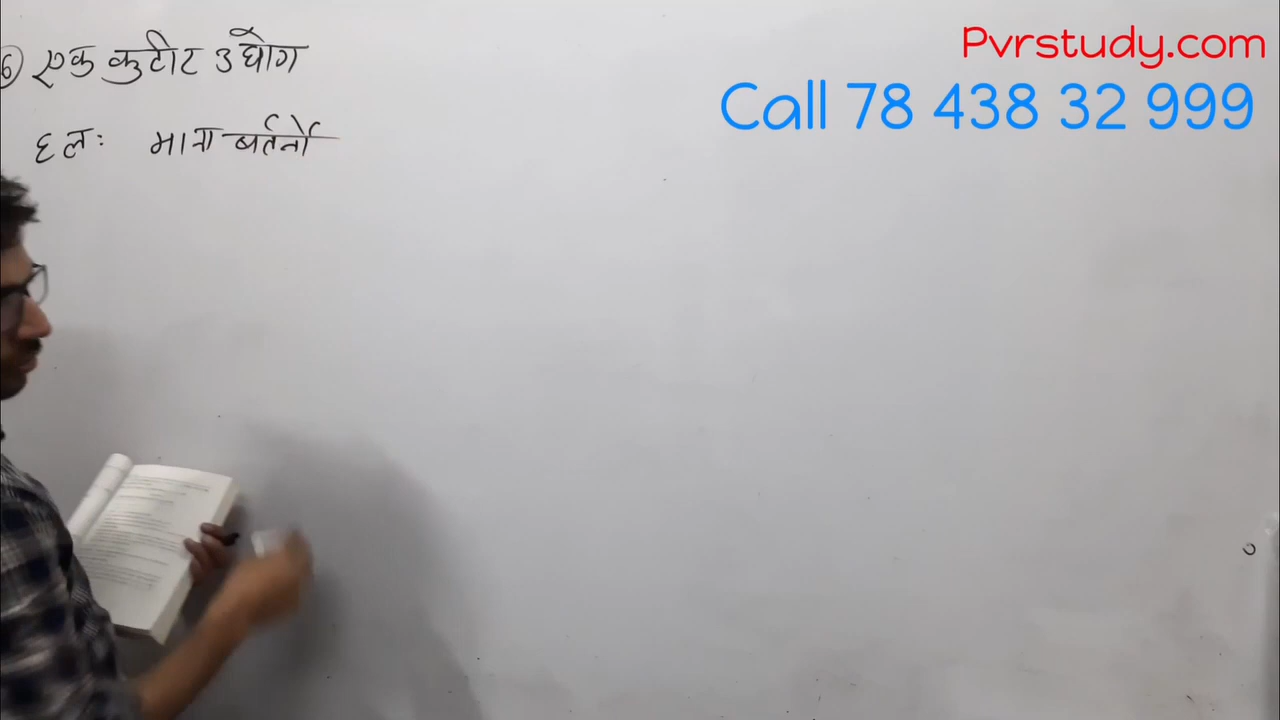 Pvrstudy.com
Call 78 438 32 999
6 एक कुटीर उद्योग
हल: माना बर्तनों